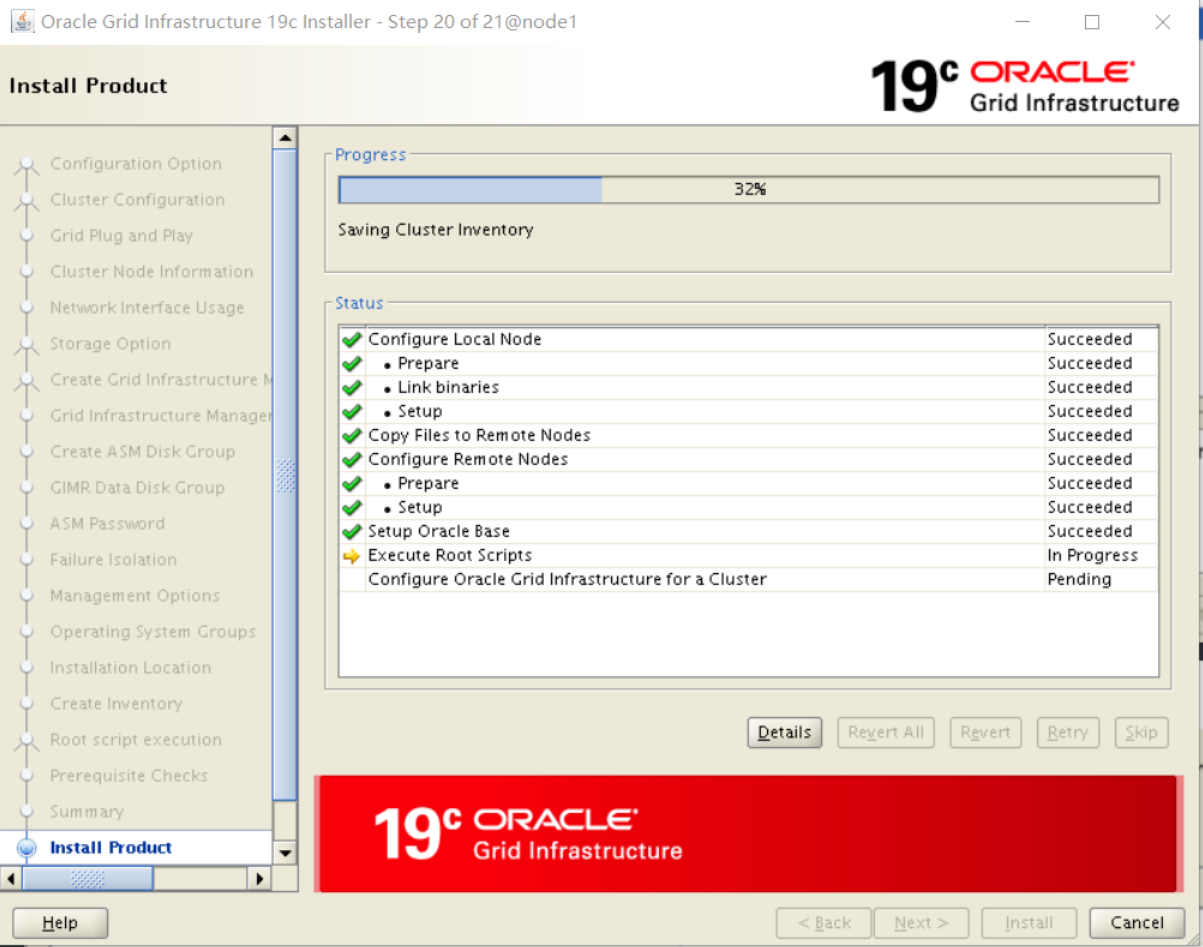 Oracle Grid Infrastructure 19c Installer - Step 20 of 21@node1
Install Product
19c ORACLE
Grid Infrastructure
Configuration Option
Cluster Configuration
Grid Plug and Play
Cluster Node Information
Network Interface Usage
Storage Option
Create Grid Infrastructure M
Grid Infrastructure Manager
Create ASM Disk Group
GIMR Data Disk Group
ASM Password
Failure Isolation
Management Options
Operating System Groups
Installation Location
Create Inventory
Root script execution
Prerequisite Checks
Summary
Install Product
Progress
32%
Saving Cluster Inventory
Status
Configure Local Node Succeeded
• Prepare Succeeded
• Link binaries Succeeded
• Setup Succeeded
Copy Files to Remote Nodes Succeeded
Configure Remote Nodes Succeeded
• Prepare Succeeded
• Setup Succeeded
Setup Oracle Base Succeeded
Execute Root Scripts In Progress
Configure Oracle Grid Infrastructure for a Cluster Pending
Details Revert All Revert Retry Skip
19c ORACLE
Grid Infrastructure
Help < Back Next > Install Cancel